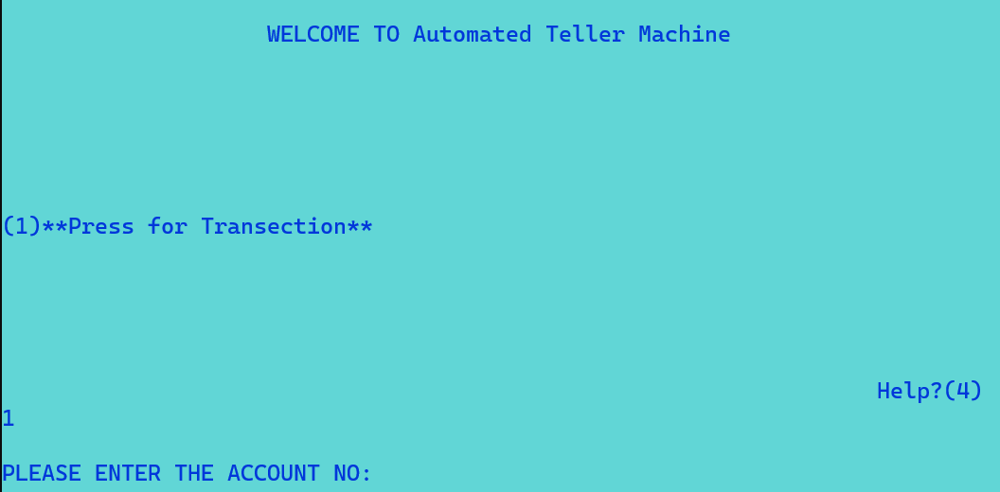 WELCOME TO Automated Teller Machine
(1)**Press for Transection**
Help?(4)
1
PLEASE ENTER THE ACCOUNT NO: